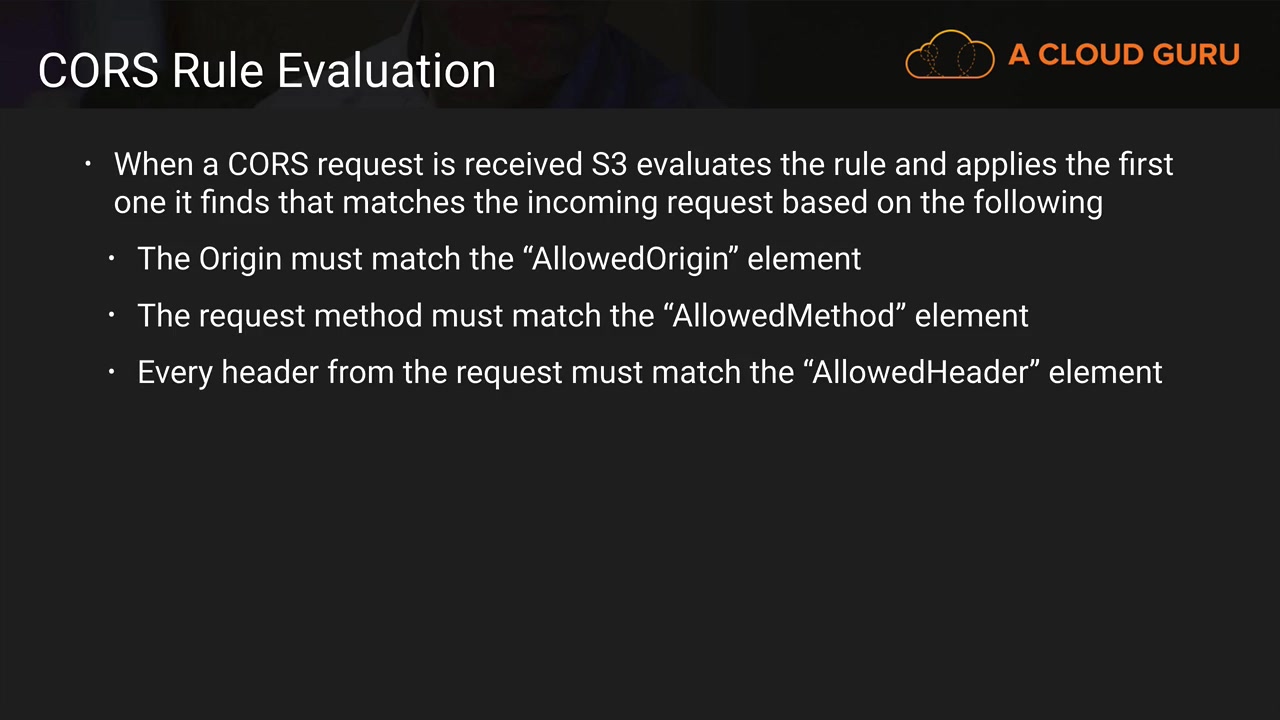 CORS Rule Evaluation
A CLOUD GURU
• When a CORS request is received S3 evaluates the rule and applies the first
one it finds that matches the incoming request based on the following
• The Origin must match the “AllowedOrigin” element
• The request method must match the “AllowedMethod” element
• Every header from the request must match the “AllowedHeader” element